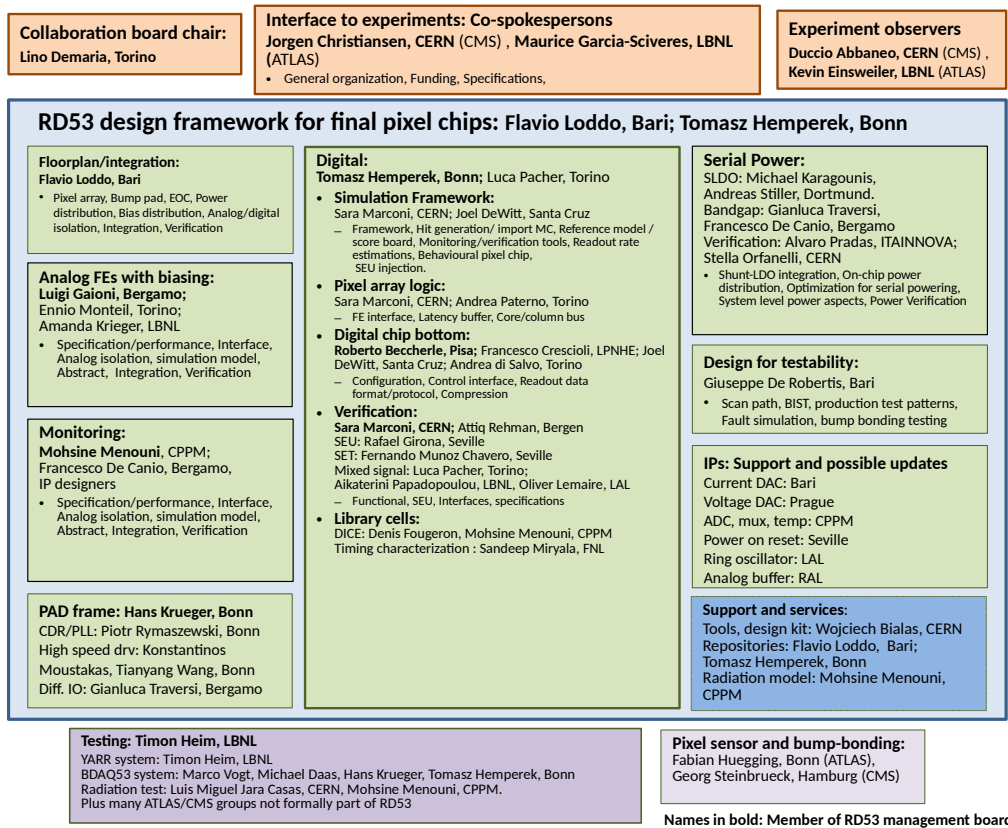 Collaboration board chair:
Lino Demaria, Torino
Interface to experiments: Co-spokespersons
Jorgen Christiansen, CERN (CMS) , Maurice Garcia-Sciveres, LBNL
(ATLAS)
• General organization, Funding, Specifications,
Experiment observers
Duccio Abbaneo, CERN (CMS) ,
Kevin Einsweiler, LBNL (ATLAS)
RD53 design framework for final pixel chips: Flavio Loddo, Bari; Tomasz Hemperek, Bonn
Floorplan/integration:
Flavio Loddo, Bari
• Pixel array, Bump pad, EOC, Power
distribution, Bias distribution, Analog/digital
isolation, Integration, Verification
Analog FEs with biasing:
Luigi Gaioni, Bergamo;
Ennio Monteil, Torino;
Amanda Krieger, LBNL
• Specification/performance, Interface,
Analog isolation, simulation model,
Abstract, Integration, Verification
Monitoring:
Mohsine Menouni, CPPM;
Francesco De Canio, Bergamo,
IP designers
• Specification/performance, Interface,
Analog isolation, simulation model,
Abstract, Integration, Verification
PAD frame: Hans Krueger, Bonn
CDR/PLL: Piotr Rymaszewski, Bonn
High speed drv: Konstantinos
Moustakas, Tianyang Wang, Bonn
Diff. IO: Gianluca Traversi, Bergamo
Digital:
Tomasz Hemperek, Bonn; Luca Pacher, Torino
• Simulation Framework:
Sara Marconi, CERN; Joel DeWitt, Santa Cruz
– Framework, Hit generation/ import MC, Reference model /
score board, Monitoring/verification tools, Readout rate
estimations, Behavioural pixel chip,
SEU injection.
• Pixel array logic:
Sara Marconi, CERN; Andrea Paterno, Torino
– FE interface, Latency buffer, Core/column bus
• Digital chip bottom:
Roberto Beccherle, Pisa; Francesco Crescioli, LPNHE; Joel
DeWitt, Santa Cruz; Andrea di Salvo, Torino
– Configuration, Control interface, Readout data
format/protocol, Compression
• Verification:
Sara Marconi, CERN; Attiq Rehman, Bergen
SEU: Rafael Girona, Seville
SET: Fernando Munoz Chavero, Seville
Mixed signal: Luca Pacher, Torino;
Aikaterini Papadopoulou, LBNL, Oliver Lemaire, LAL
– Functional, SEU, Interfaces, specifications
• Library cells:
DICE: Denis Fougeron, Mohsine Menouni, CPPM
Timing characterization : Sandeep Miryala, FNL
Serial Power:
SLDO: Michael Karagounis,
Andreas Stiller, Dortmund.
Bandgap: Gianluca Traversi,
Francesco De Canio, Bergamo
Verification: Alvaro Pradas, ITAINNOVA;
Stella Orfanelli, CERN
• Shunt-LDO integration, On-chip power
distribution, Optimization for serial powering,
System level power aspects, Power Verification
Design for testability:
Giuseppe De Robertis, Bari
• Scan path, BIST, production test patterns,
Fault simulation, bump bonding testing
IPs: Support and possible updates
Current DAC: Bari
Voltage DAC: Prague
ADC, mux, temp: CPPM
Power on reset: Seville
Ring oscillator: LAL
Analog buffer: RAL
Support and services:
Tools, design kit: Wojciech Bialas, CERN
Repositories: Flavio Loddo, Bari;
Tomasz Hemperek, Bonn
Radiation model: Mohsine Menouni,
CPPM
Testing: Timon Heim, LBNL
YARR system: Timon Heim, LBNL
BDAQ53 system: Marco Vogt, Michael Daas, Hans Krueger, Tomasz Hemperek, Bonn
Radiation test: Luis Miguel Jara Casas, CERN, Mohsine Menouni, CPPM.
Plus many ATLAS/CMS groups not formally part of RD53
Pixel sensor and bump-bonding:
Fabian Huegging, Bonn (ATLAS),
Georg Steinbrueck, Hamburg (CMS)
Names in bold: Member of RD53 management boar